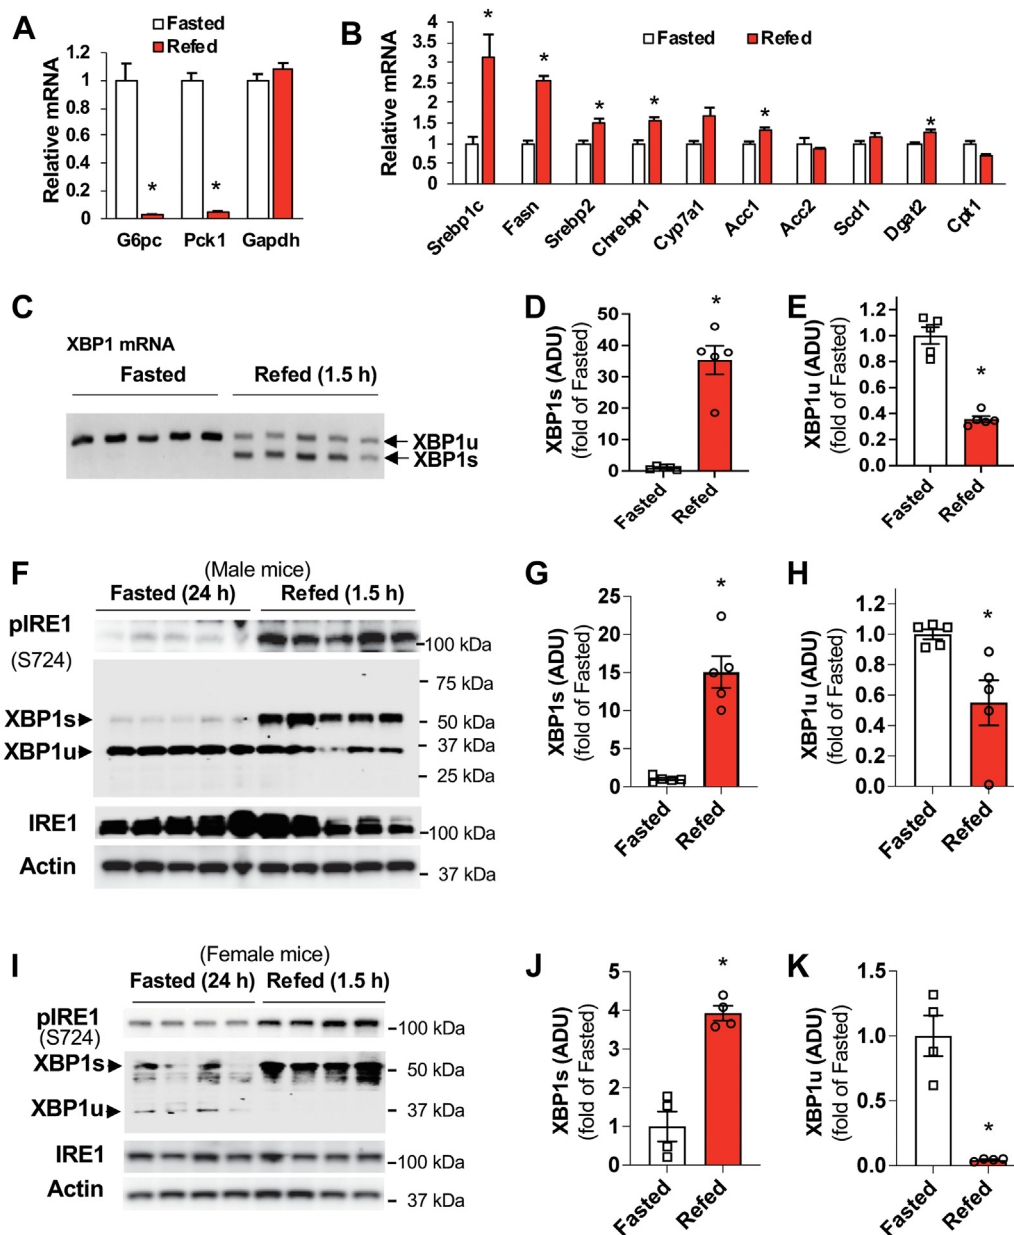 A
Fasted
Refed
Relative mRNA
1.2
1
0.8
0.6
0.4
0.2
0
*
*
G6pc Pck1 Gapdh
B
Fasted Refed
Relative mRNA
4
3.5
3
2.5
2
1.5
1
0.5
0
* * * * * *
Srebp1c Fasn Srebp2 Chrebp1 Cyp7a1 Acc1 Acc2 Scd1 Dgat2 Cpt1
C
XBP1 mRNA
Fasted Refed (1.5 h)
XBP1u
XBP1s
D
XBP1s (ADU)
(fold of Fasted)
50
40
30
20
10
0
*
Fasted Refed
E
XBP1u (ADU)
(fold of Fasted)
1.2
1.0
0.8
0.6
0.4
0.2
0.0
*
Fasted Refed
F
(Male mice)
Fasted (24 h) Refed (1.5 h)
pIRE1
(S724)
100 kDa
75 kDa
XBP1s 50 kDa
XBP1u 37 kDa
25 kDa
IRE1 100 kDa
Actin 37 kDa
G
XBP1s (ADU)
(fold of Fasted)
25
20
15
10
5
0
*
Fasted Refed
H
XBP1u (ADU)
(fold of Fasted)
1.2
1.0
0.8
0.6
0.4
0.2
0.0
*
Fasted Refed
I
(Female mice)
Fasted (24 h) Refed (1.5 h)
pIRE1
(S724)
100 kDa
XBP1s 50 kDa
XBP1u 37 kDa
IRE1 100 kDa
Actin 37 kDa
J
XBP1s (ADU)
(fold of Fasted)
5
4
3
2
1
0
*
Fasted Refed
K
XBP1u (ADU)
(fold of Fasted)
1.5
1.0
0.5
0.0
*
Fasted Refed